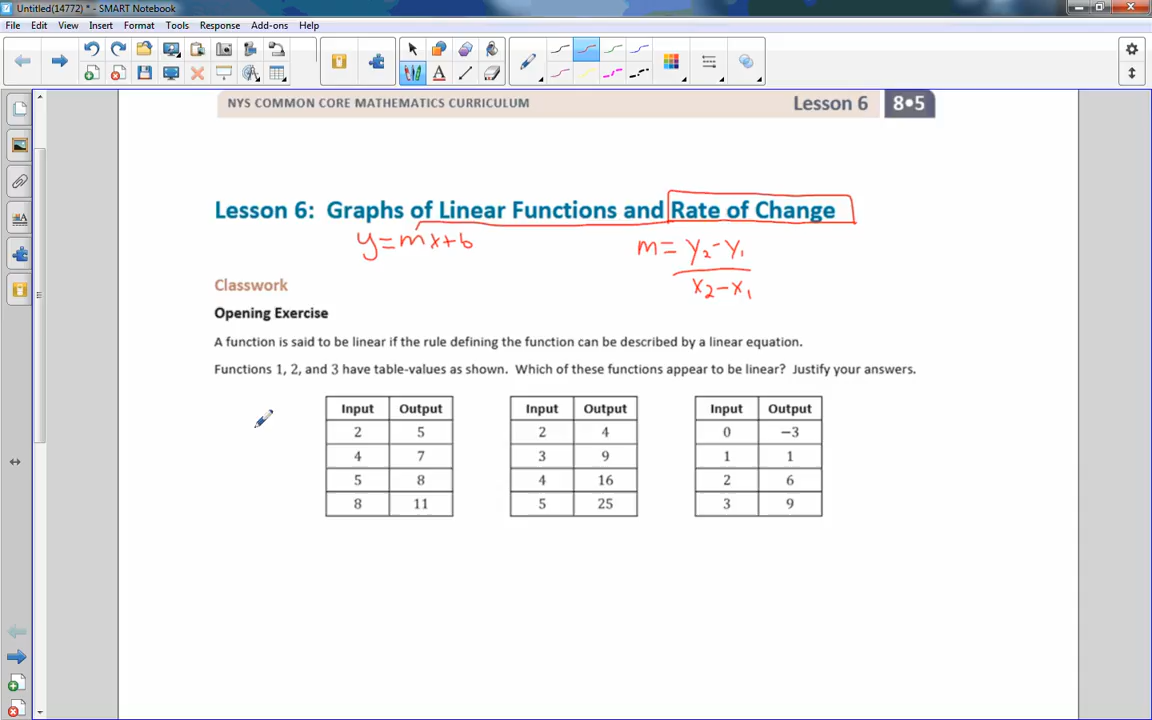 Untitled(14772) * - SMART Notebook
File Edit View Insert Format Tools Response Add-ons Help
NYS COMMON CORE MATHEMATICS CURRICULUM Lesson 6 8•5
Lesson 6: Graphs of Linear Functions and Rate of Change
y=mx+b
m= y₂-y₁
x₂-x₁
Classwork
Opening Exercise
A function is said to be linear if the rule defining the function can be described by a linear equation.
Functions 1, 2, and 3 have table-values as shown. Which of these functions appear to be linear? Justify your answers.
Input Output Input Output Input Output
2 5 2 4 0 −3
4 7 3 9 1 1
5 8 4 16 2 6
8 11 5 25 3 9